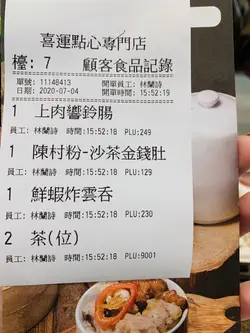 喜運點心專門店
檯: 7 顧客食品記錄
單號: 11148413 開單員工: 林蘭詩
日期: 2020-07-04 開單時間: 15:52:19
1 上肉響鈴腸
員工: 林蘭詩 時間:15:52:18 PLU:249
1 陳村粉-沙茶金錢肚
員工: 林蘭詩 時間:15:52:18 PLU:129
1 鮮蝦炸雲吞
員工: 林蘭詩 時間:15:52:18 PLU:230
2 茶(位)
員工: 林蘭詩 時間:15:52:18 PLU:9001